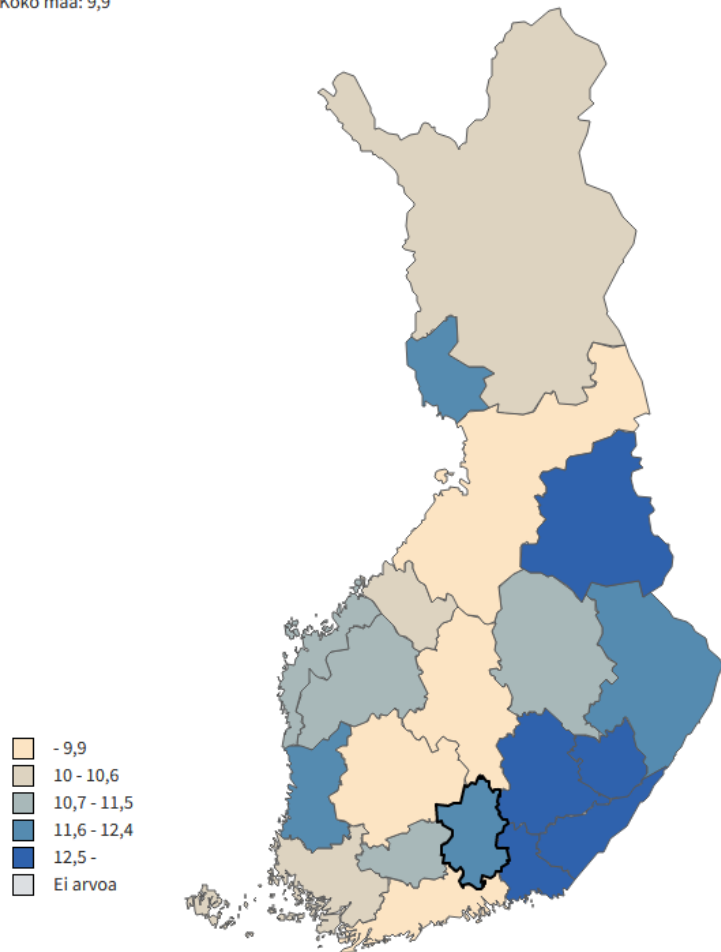 Koko maa: 9,9
- 9,9
10 - 10,6
10,7 - 11,5
11,6 - 12,4
12,5 -
Ei arvoa